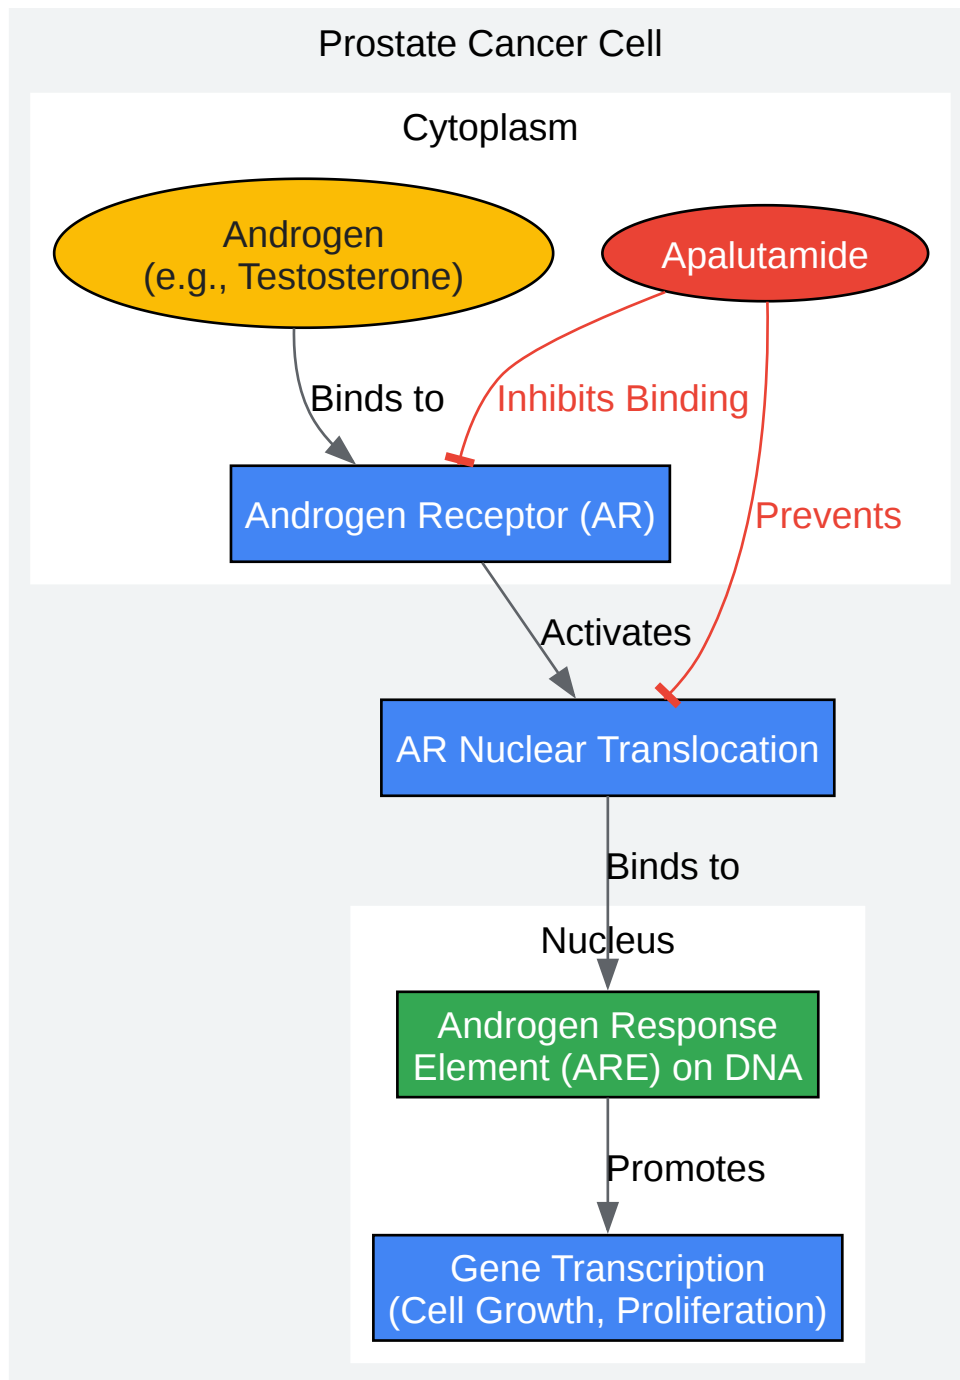 Prostate Cancer Cell
Cytoplasm
Androgen
(e.g., Testosterone)
Apalutamide
Binds to
Inhibits Binding
Androgen Receptor (AR)
Prevents
Activates
AR Nuclear Translocation
Binds to
Nucleus
Androgen Response
Element (ARE) on DNA
Promotes
Gene Transcription
(Cell Growth, Proliferation)